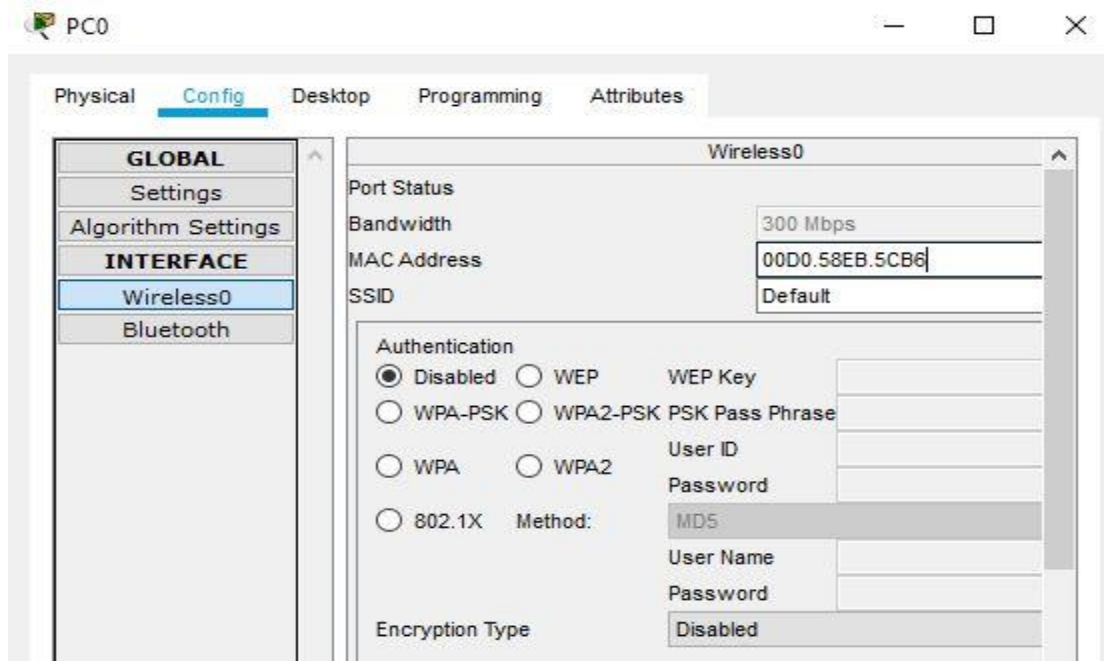 PC0
Physical Config Desktop Programming Attributes
GLOBAL
Settings
Algorithm Settings
INTERFACE
Wireless0
Bluetooth
Wireless0
Port Status
Bandwidth 300 Mbps
MAC Address 00D0.58EB.5CB6
SSID Default
Authentication
Disabled WEP WEP Key
WPA-PSK WPA2-PSK PSK Pass Phrase
User ID
WPA WPA2
Password
802.1X Method: MD5
User Name
Password
Encryption Type Disabled